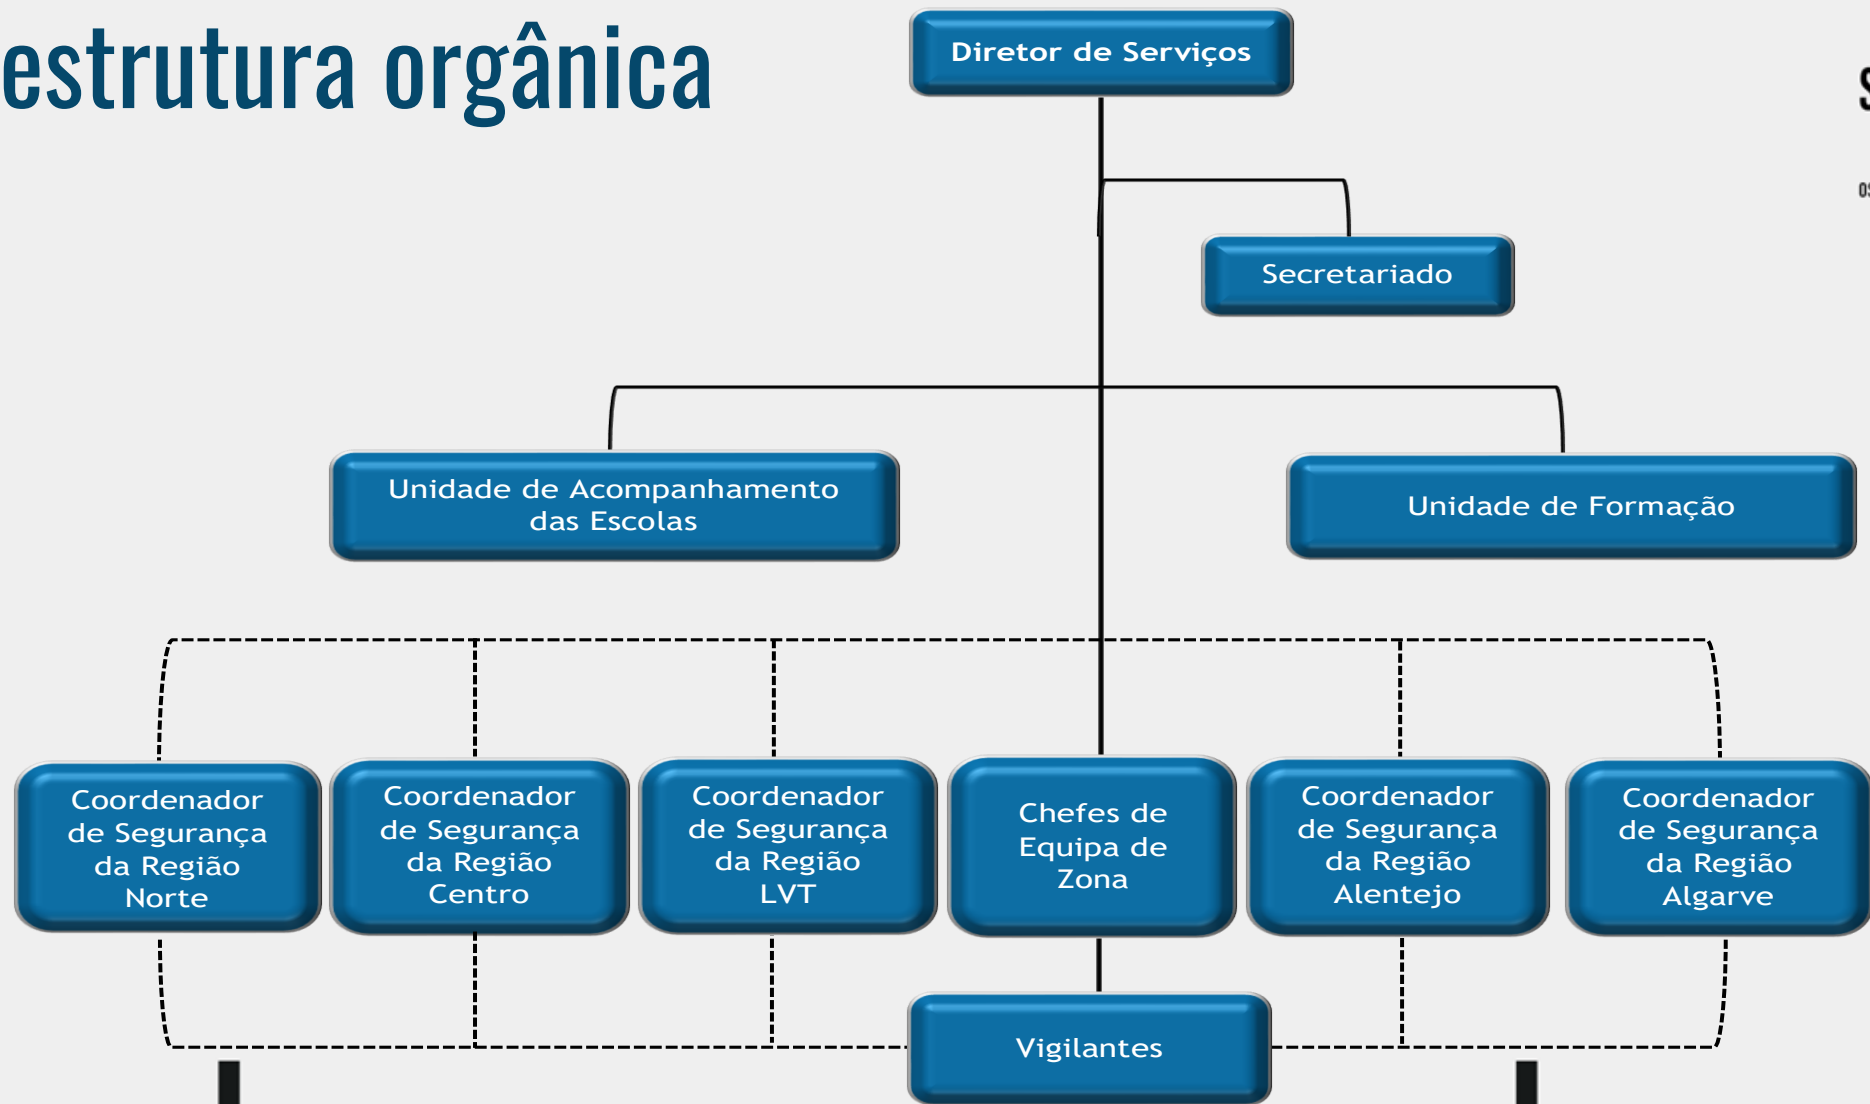 estrutura orgânica
Diretor de Serviços
Secretariado
Unidade de Acompanhamento
das Escolas
Unidade de Formação
Coordenador
de Segurança
da Região
Norte
Coordenador
de Segurança
da Região
Centro
Coordenador
de Segurança
da Região
LVT
Chefes de
Equipa de
Zona
Coordenador
de Segurança
da Região
Alentejo
Coordenador
de Segurança
da Região
Algarve
Vigilantes